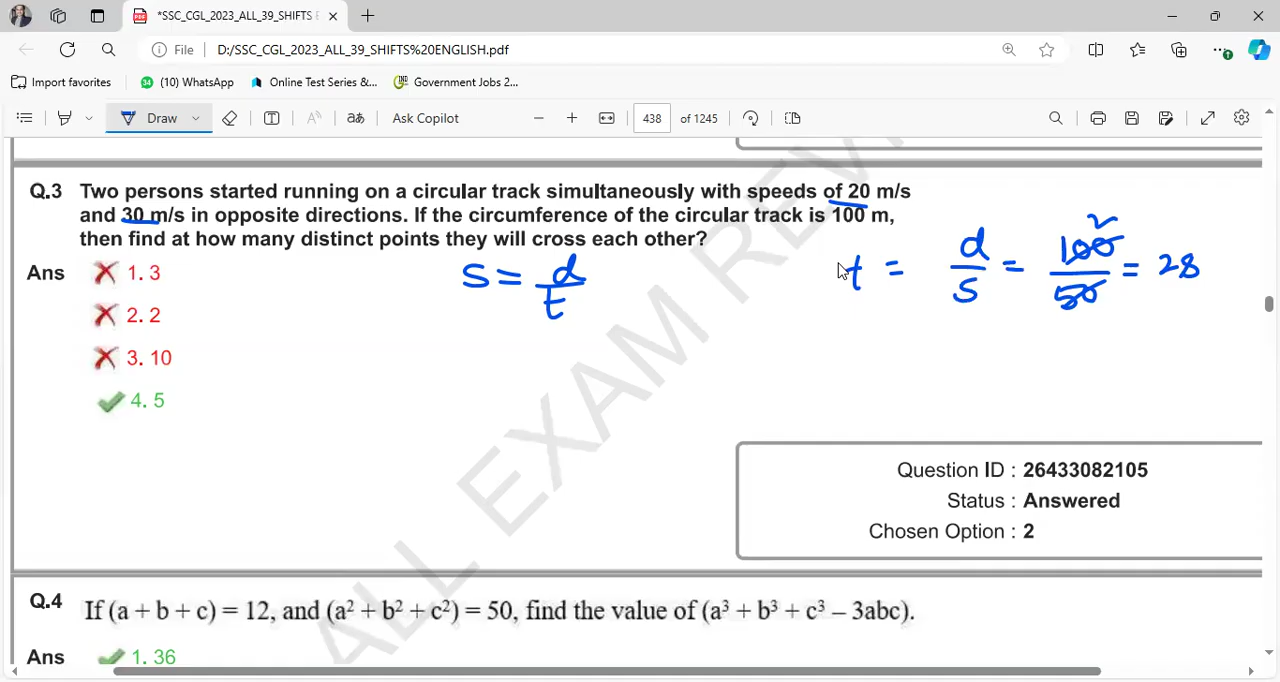 *SSC_CGL_2023_ALL_39_SHIFTS E
File D:/SSC_CGL_2023_ALL_39_SHIFTS%20ENGLISH.pdf
Import favorites (10) WhatsApp Online Test Series &... Government Jobs 2...
Draw aあ Ask Copilot 438 of 1245
Q.3 Two persons started running on a circular track simultaneously with speeds of 20 m/s
and 30 m/s in opposite directions. If the circumference of the circular track is 100 m,
then find at how many distinct points they will cross each other?
Ans 1. 3
2. 2
3. 10
4. 5
s = d/t
t = d/s = 100/50 = 2s
2
ALL EXAM REVI
Question ID : 26433082105
Status : Answered
Chosen Option : 2
Q.4 If (a + b + c) = 12, and (a² + b² + c²) = 50, find the value of (a³ + b³ + c³ – 3abc).
Ans 1. 36